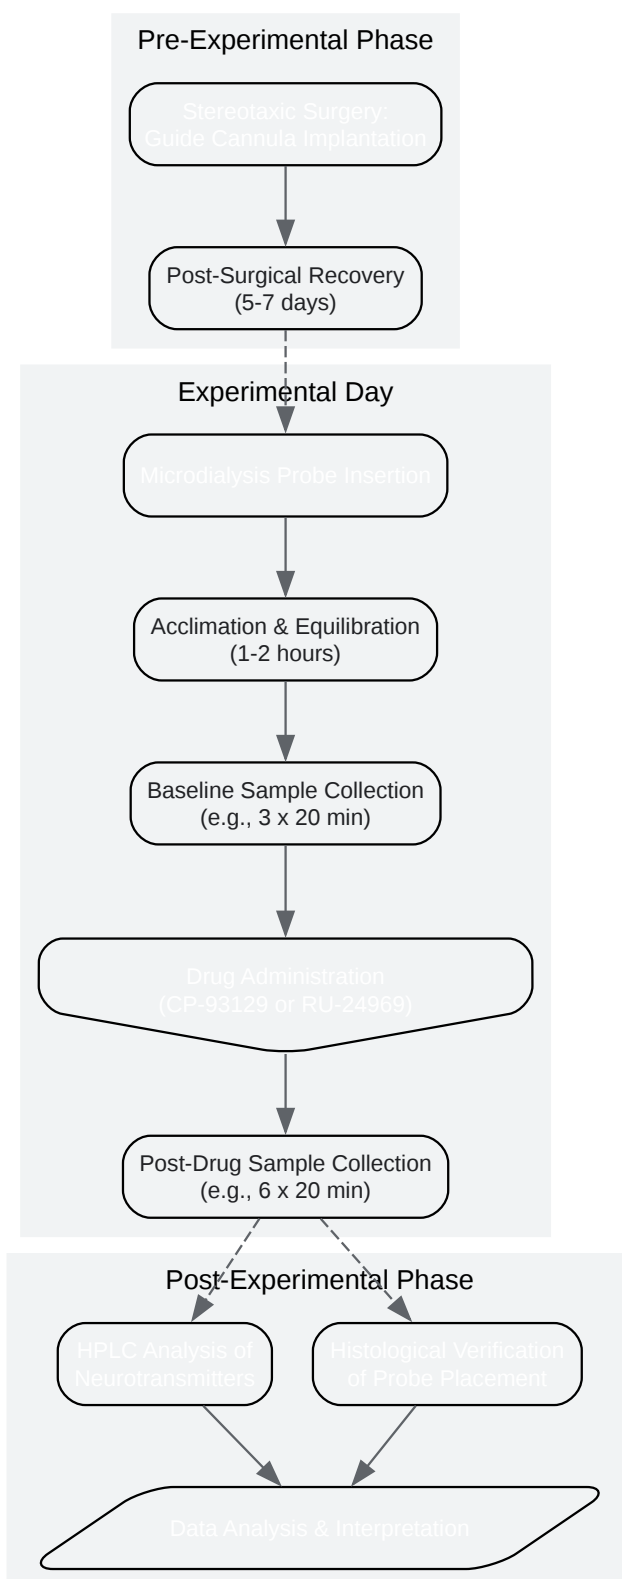 Pre-Experimental Phase
Stereotaxic Surgery:
Guide Cannula Implantation
Post-Surgical Recovery
(5-7 days)
Experimental Day
Microdialysis Probe Insertion
Acclimation & Equilibration
(1-2 hours)
Baseline Sample Collection
(e.g., 3 x 20 min)
Drug Administration
(CP-93129 or RU-24969)
Post-Drug Sample Collection
(e.g., 6 x 20 min)
Post-Experimental Phase
HPLC Analysis of
Neurotransmitters
Histological Verification
of Probe Placement
Data Analysis & Interpretation